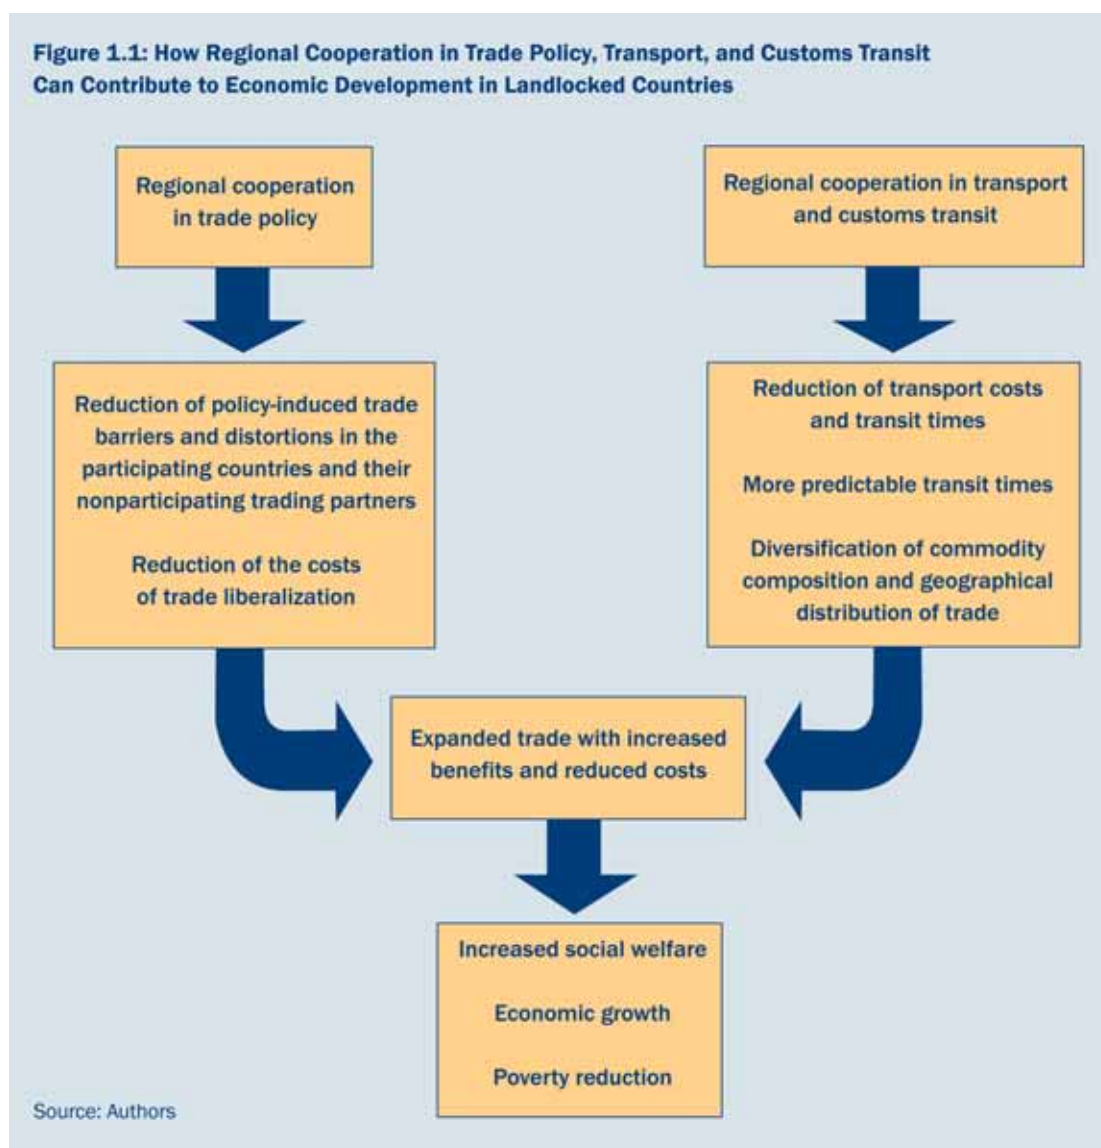 Figure 1.1: How Regional Cooperation in Trade Policy, Transport, and Customs Transit
Can Contribute to Economic Development in Landlocked Countries
Regional cooperation
in trade policy
Regional cooperation in transport
and customs transit
Reduction of policy-induced trade
barriers and distortions in the
participating countries and their
nonparticipating trading partners
Reduction of the costs
of trade liberalization
Reduction of transport costs
and transit times
More predictable transit times
Diversification of commodity
composition and geographical
distribution of trade
Expanded trade with increased
benefits and reduced costs
Increased social welfare
Economic growth
Poverty reduction
Source: Authors